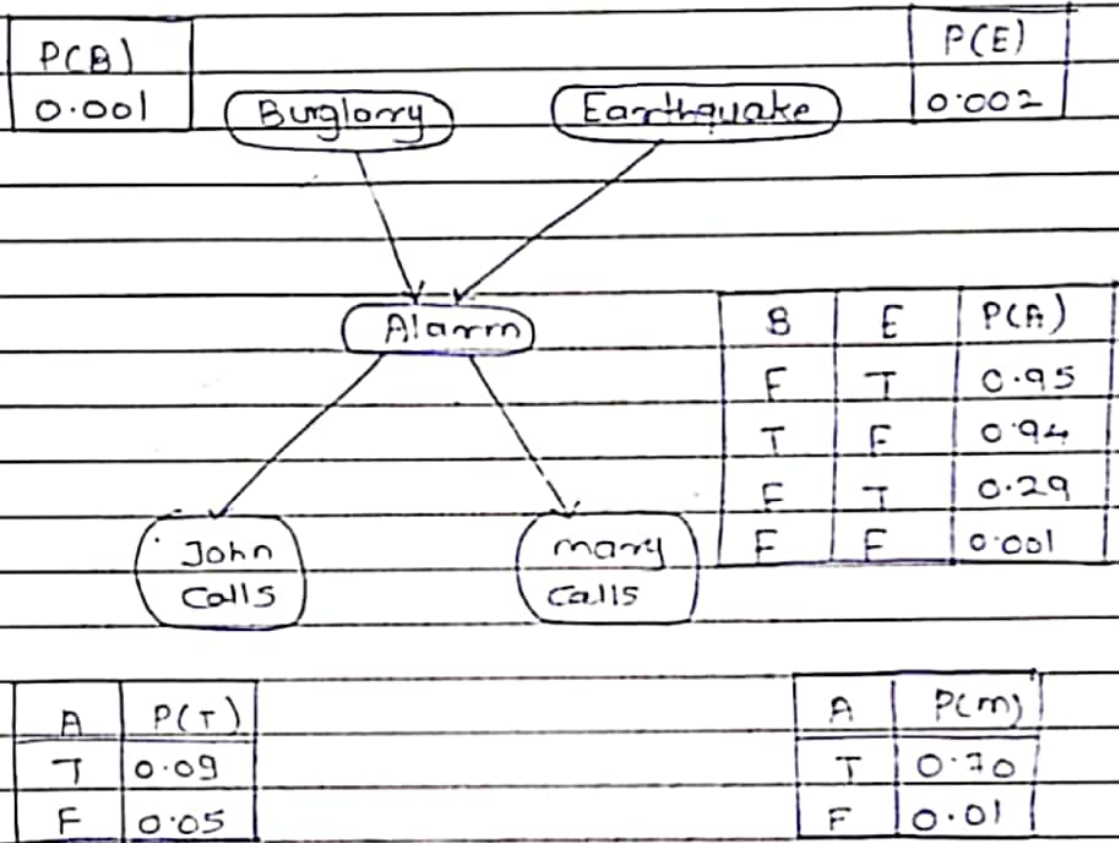 P(B)
0.001
Burglary
Earthquake
P(E)
0.002
Alarm
B E P(A)
F T 0.95
T F 0.94
F T 0.29
F F 0.001
John
Calls
mary
calls
A P(T)
T 0.09
F 0.05
A P(m)
T 0.70
F 0.01